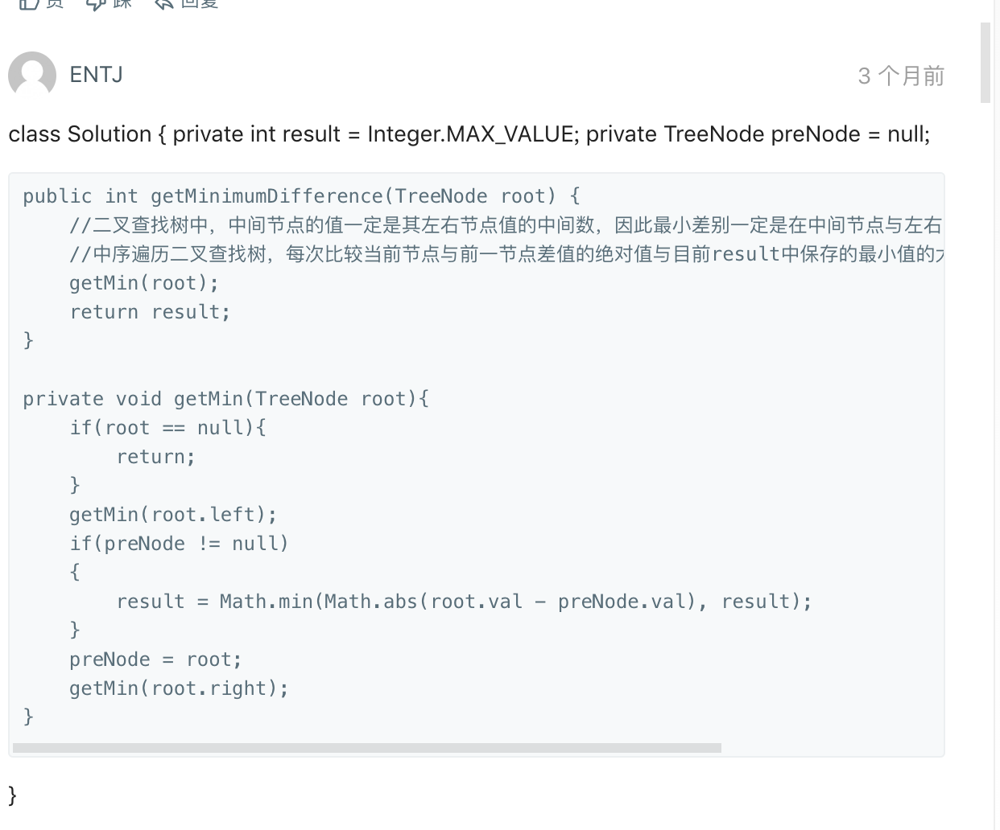 赞 踩 回复
ENTJ
3 个月前
class Solution { private int result = Integer.MAX_VALUE; private TreeNode preNode = null;
public int getMinimumDifference(TreeNode root) {
    //二叉查找树中，中间节点的值一定是其左右节点值的中间数，因此最小差别一定是在中间节点与左右
    //中序遍历二叉查找树，每次比较当前节点与前一节点差值的绝对值与目前result中保存的最小值的
    getMin(root);
    return result;
}
private void getMin(TreeNode root){
    if(root == null){
        return;
    }
    getMin(root.left);
    if(preNode != null)
    {
        result = Math.min(Math.abs(root.val - preNode.val), result);
    }
    preNode = root;
    getMin(root.right);
}
}